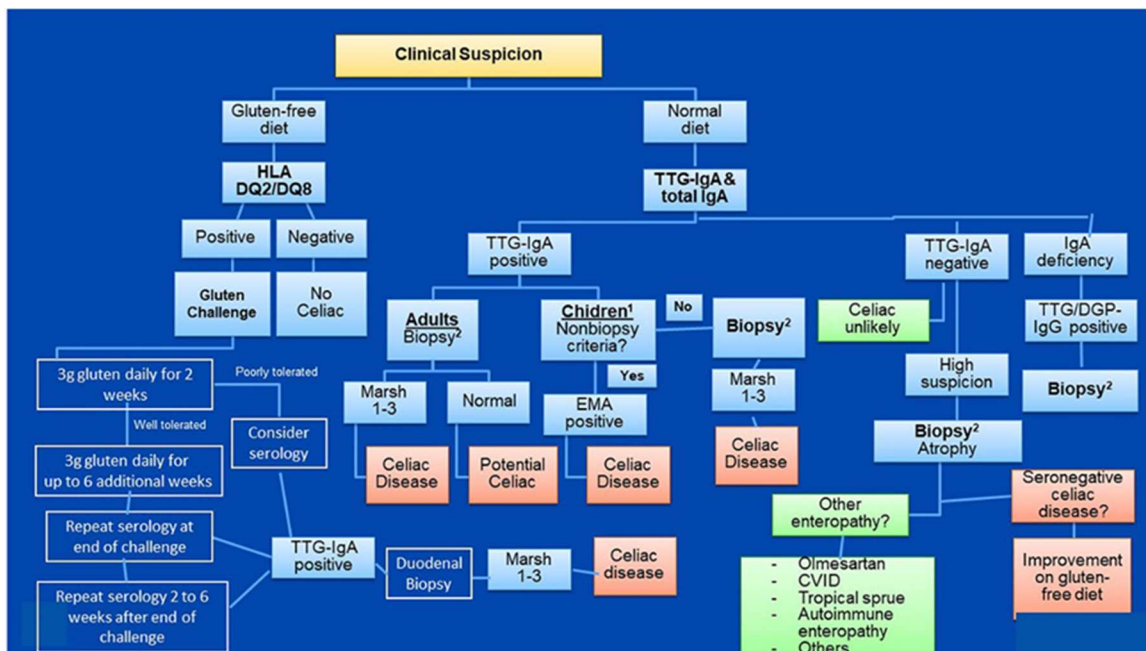 Clinical Suspicion
Gluten-free
diet
Normal
diet
HLA
DQ2/DQ8
TTG-IgA &
total IgA
Positive
Negative
TTG-IgA
positive
TTG-IgA
negative
IgA
deficiency
Gluten
Challenge
No
Celiac
Adults
Biopsy²
Chidren¹
Nonbiopsy
criteria?
No
Biopsy²
Celiac
unlikely
TTG/DGP-
IgG positive
3g gluten daily for 2
weeks
Poorly tolerated
Marsh
1-3
Normal
Yes
EMA
positive
Marsh
1-3
High
suspicion
Biopsy²
Well tolerated
Consider
serology
Biopsy²
Atrophy
3g gluten daily for
up to 6 additional weeks
Celiac
Disease
Potential
Celiac
Celiac
Disease
Celiac
Disease
Other
enteropathy?
Seronegative
celiac
disease?
Repeat serology at
end of challenge
TTG-IgA
positive
Duodenal
Biopsy
Marsh
1-3
Celiac
disease
Improvement
on gluten-
free diet
Repeat serology 2 to 6
weeks after end of
challenge
- Olmesartan
- CVID
- Tropical sprue
- Autoimmune
enteropathy
- Others